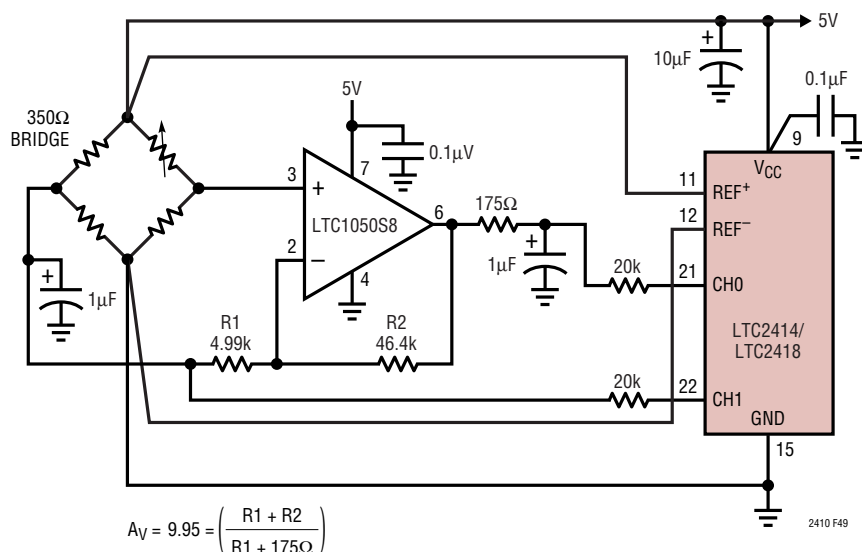 5V
10μF
0.1μF
350Ω
BRIDGE
5V
0.1μV
9
VCC
7
3
+
LTC1050S8
6
2
−
4
175Ω
+
1μF
11
REF+
12
REF−
20k
21
CH0
+
1μF
R1
4.99k
R2
46.4k
LTC2414/
LTC2418
20k
22
CH1
GND
15
AV = 9.95 = (R1 + R2
R1 + 175Ω)
2410 F49